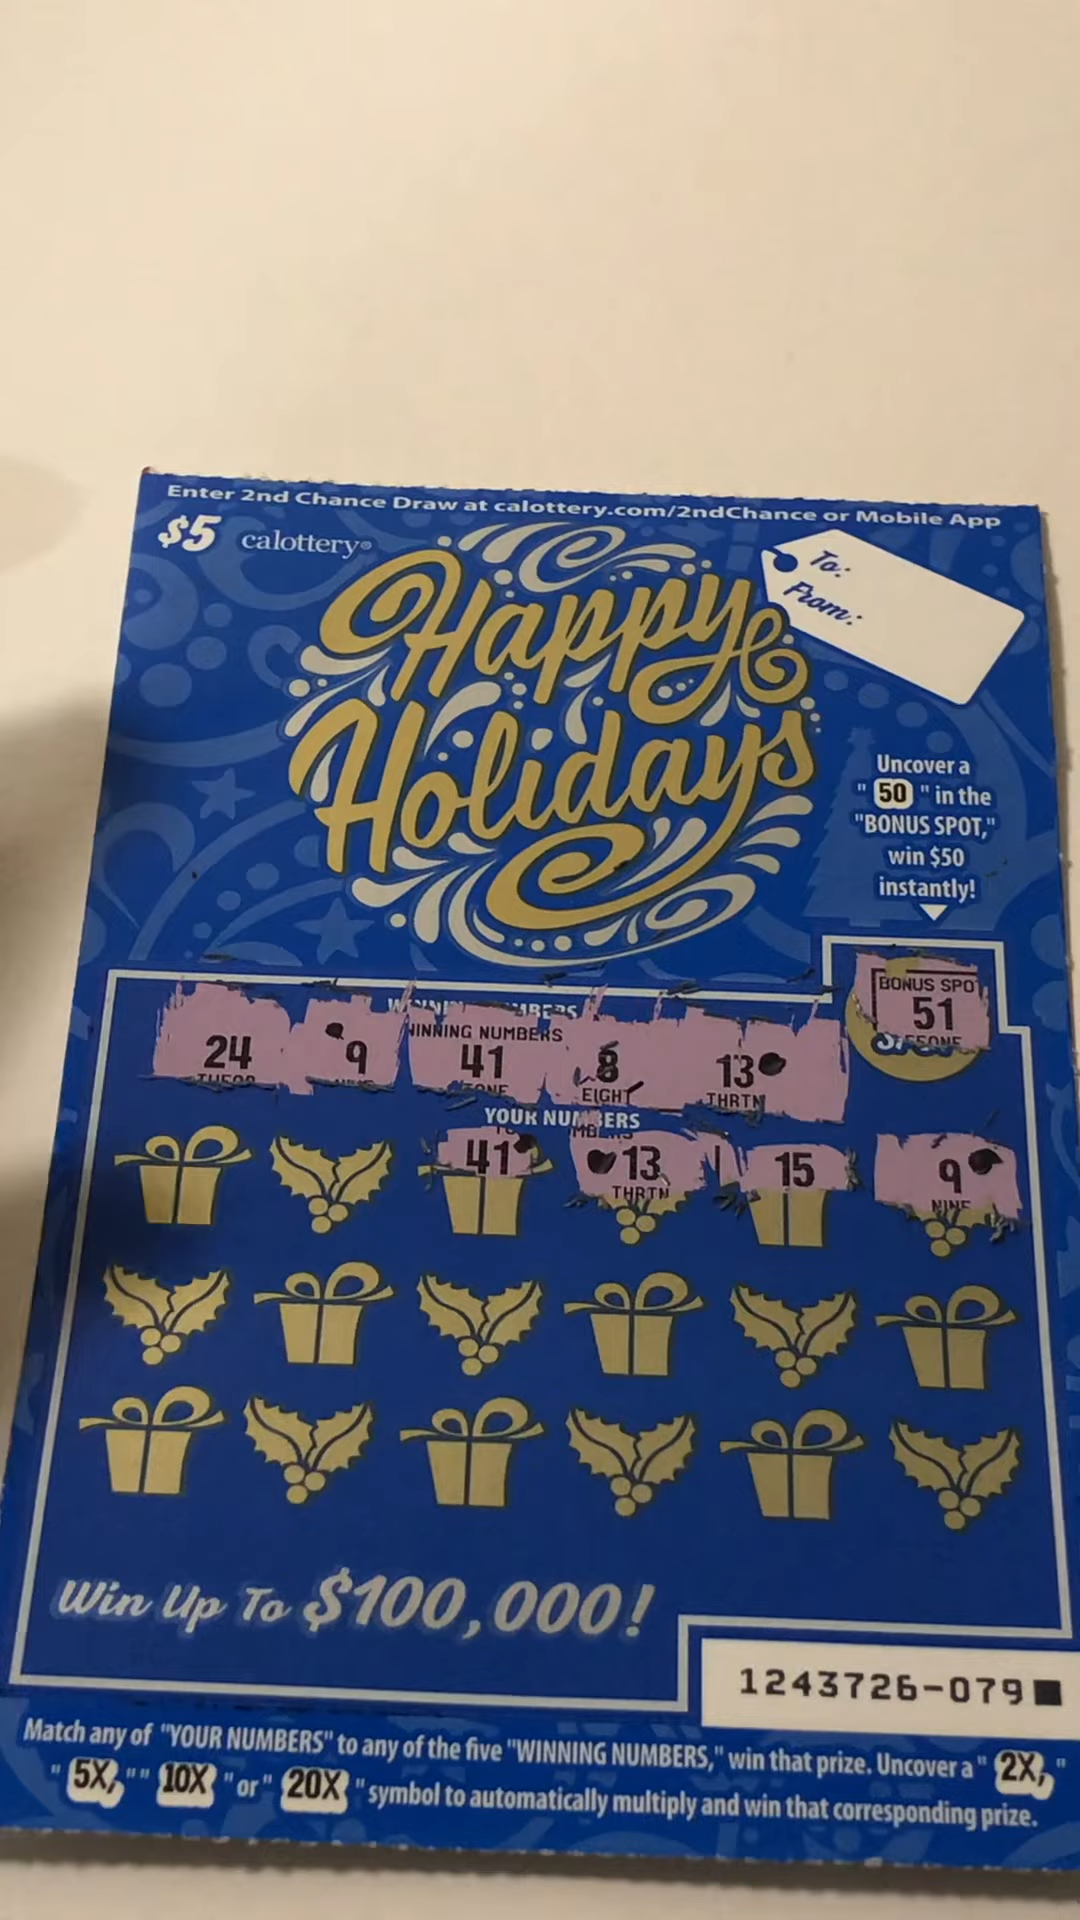 Enter 2nd Chance Draw at calottery.com/2ndChance or Mobile App
$5 calottery®
To:
From:
Happy
Holidays
Uncover a
"50" in the
"BONUS SPOT,"
win $50
instantly!
BONUS SPO
51
WINNING NUMBERS
24 9 41 8 13
EIGHT THRTN
YOUR NUMBERS
41 13 15 9
THRTN NINE
Win Up To $100,000!
1243726-079
Match any of "YOUR NUMBERS" to any of the five "WINNING NUMBERS," win that prize. Uncover a "2X,"
"5X," "10X" or "20X" symbol to automatically multiply and win that corresponding prize.